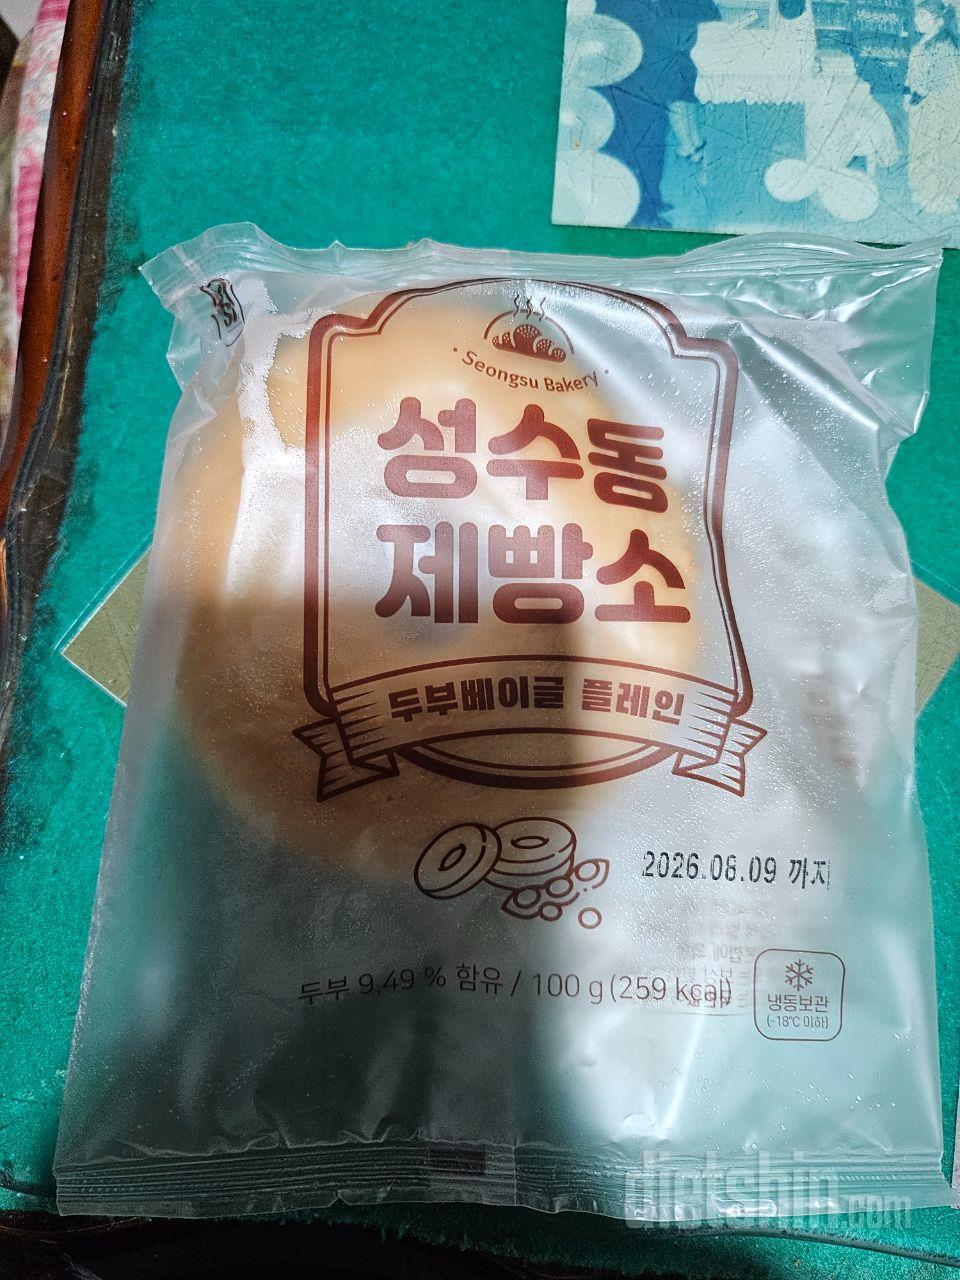 Seongsu Bakery
성수동
제빵소
두부베이글 플레인
2026.08.09 까지
두부 9.49 % 함유 / 100 g (259 kcal)
냉동보관
(-18℃ 이하)
dietshin.com